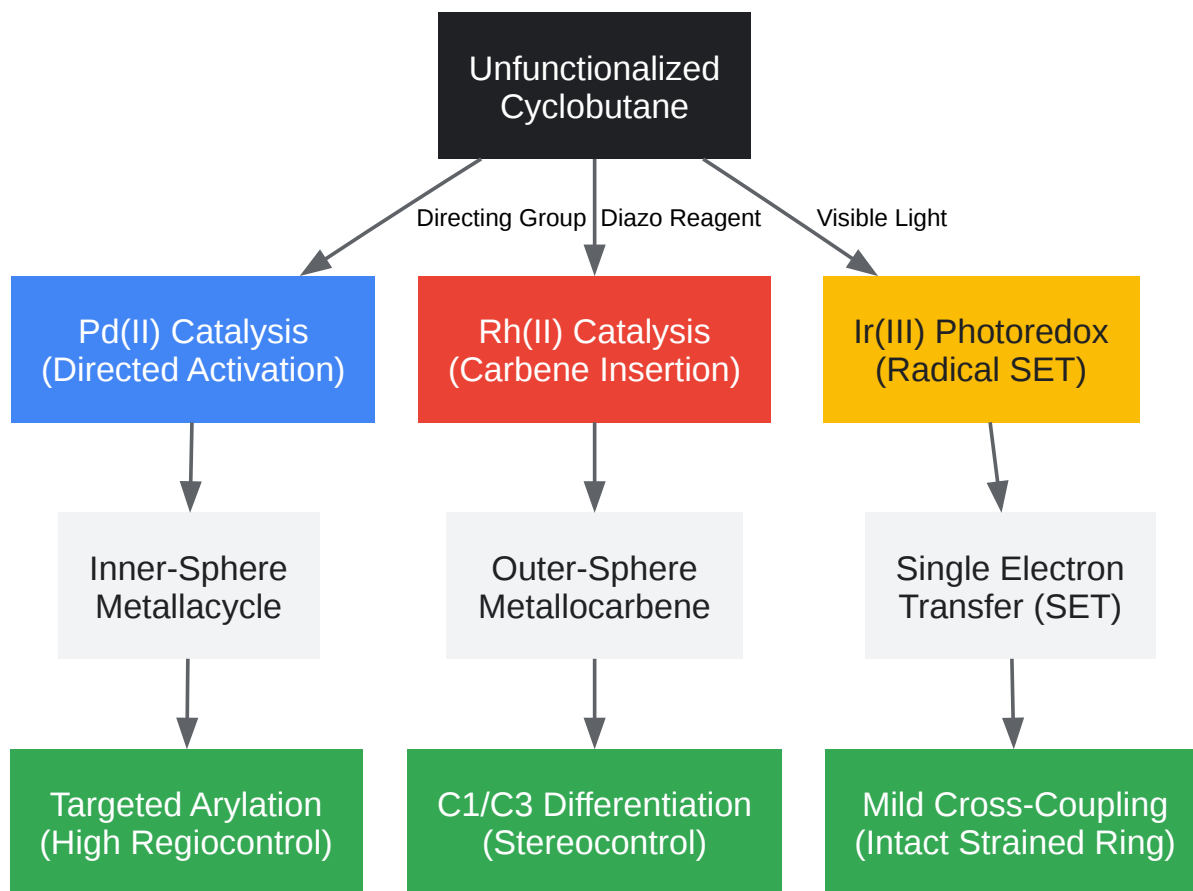 Unfunctionalized
Cyclobutane
Directing Group
Diazo Reagent
Visible Light
Pd(II) Catalysis
(Directed Activation)
Rh(II) Catalysis
(Carbene Insertion)
Ir(III) Photoredox
(Radical SET)
Inner-Sphere
Metallacycle
Outer-Sphere
Metallocarbene
Single Electron
Transfer (SET)
Targeted Arylation
(High Regiocontrol)
C1/C3 Differentiation
(Stereocontrol)
Mild Cross-Coupling
(Intact Strained Ring)